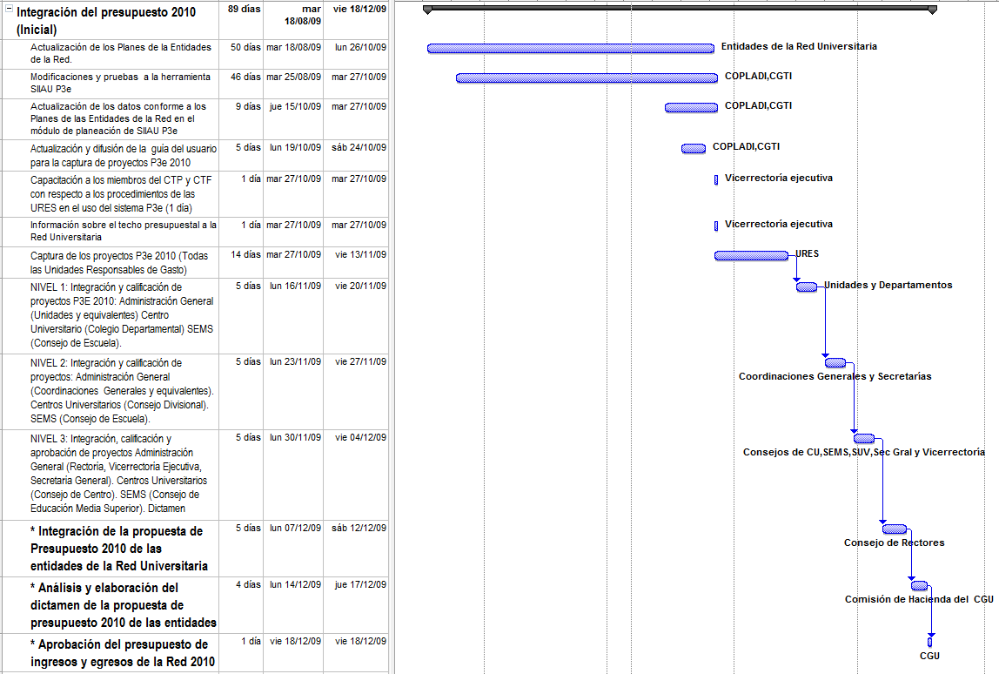 Integración del presupuesto 2010 89 días mar vie 18/12/09
(Inicial) 18/08/09
Actualización de los Planes de la Entidades 50 días mar 18/08/09 lun 26/10/09 Entidades de la Red Universitaria
de la Red.
Modificaciones y pruebas a la herramienta 46 días mar 25/08/09 mar 27/10/09 COPLADI,CGTI
SIIAU P3e
Actualización de los datos conforme a los 9 días jue 15/10/09 mar 27/10/09 COPLADI,CGTI
Planes de las Entidades de la Red en el
módulo de planeación de SIIAU P3e
Actualización y difusión de la guía del usuario 5 días lun 19/10/09 sáb 24/10/09 COPLADI,CGTI
para la captura de proyectos P3e 2010
Capacitación a los miembros del CTP y CTF 1 día mar 27/10/09 mar 27/10/09 Vicerrectoría ejecutiva
con respecto a los procedimientos de las
URES en el uso del sistema P3e (1 día)
Información sobre el techo presupuestal a la 1 día mar 27/10/09 mar 27/10/09 Vicerrectoría ejecutiva
Red Universitaria
Captura de los proyectos P3e 2010 (Todas 14 días mar 27/10/09 vie 13/11/09 URES
las Unidades Responsables de Gasto)
NIVEL 1: Integración y calificación de 5 días lun 16/11/09 vie 20/11/09 Unidades y Departamentos
proyectos P3E 2010: Administración General
(Unidades y equivalentes) Centro
Universitario (Colegio Departamental) SEMS
(Consejo de Escuela).
NIVEL 2: Integración y calificación de 5 días lun 23/11/09 vie 27/11/09
proyectos: Administración General Coordinaciones Generales y Secretarías
(Coordinaciones Generales y equivalentes).
Centros Universitarios (Consejo Divisional).
SEMS (Consejo de Escuela).
NIVEL 3: Integración, calificación y 5 días lun 30/11/09 vie 04/12/09
aprobación de proyectos Administración Consejos de CU,SEMS,SUV,Sec Gral y Vicerrectoría
General (Rectoría, Vicerrectoría Ejecutiva,
Secretaría General). Centros Universitarios
(Consejo de Centro). SEMS (Consejo de
Educación Media Superior). Dictamen
* Integración de la propuesta de 5 días lun 07/12/09 sáb 12/12/09
Presupuesto 2010 de las Consejo de Rectores
entidades de la Red Universitaria
* Análisis y elaboración del 4 días lun 14/12/09 jue 17/12/09
dictamen de la propuesta de Comisión de Hacienda del CGU
presupuesto 2010 de las entidades
* Aprobación del presupuesto de 1 día vie 18/12/09 vie 18/12/09
ingresos y egresos de la Red 2010 CGU